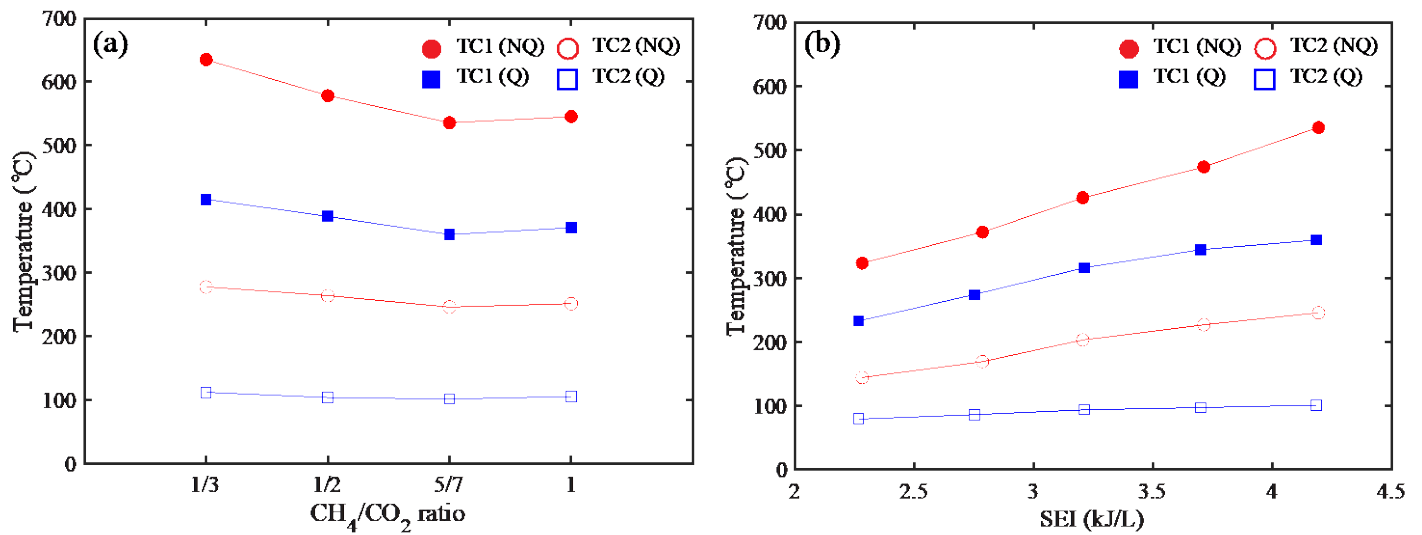 (a)
TC1 (NQ) TC2 (NQ)
TC1 (Q) TC2 (Q)
700
600
500
400
300
200
100
0
Temperature (℃)
1/3 1/2 5/7 1
CH₄/CO₂ ratio
(b)
TC1 (NQ) TC2 (NQ)
TC1 (Q) TC2 (Q)
700
600
500
400
300
200
100
0
Temperature (℃)
2 2.5 3 3.5 4 4.5
SEI (kJ/L)